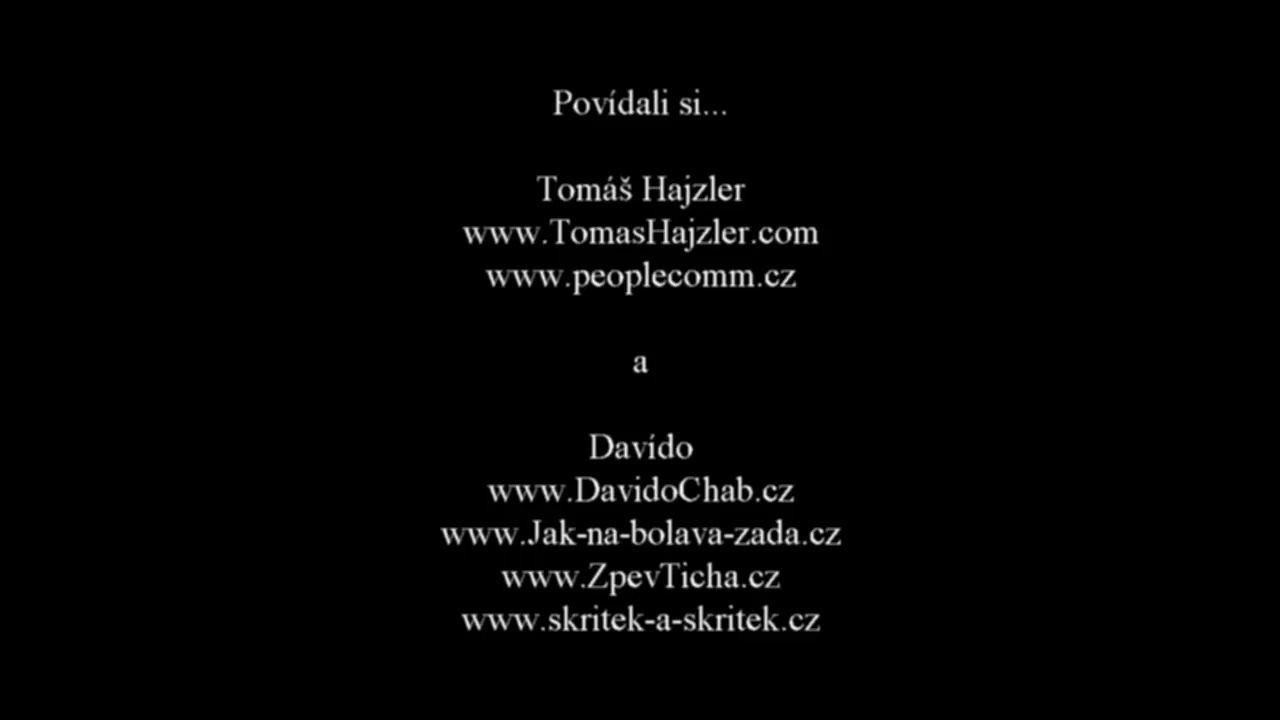 Povídali si...
Tomáš Hajzler
www.TomasHajzler.com
www.peoplecomm.cz
a
Davído
www.DavidoChab.cz
www.Jak-na-bolava-zada.cz
www.ZpevTicha.cz
www.skritek-a-skritek.cz